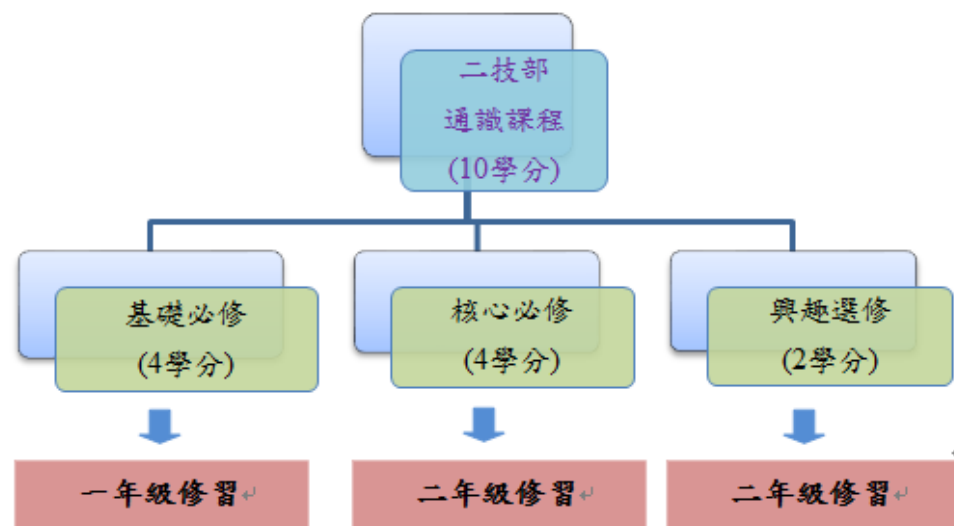 二技部
通識課程
(10學分)
基礎必修
(4學分)
核心必修
(4學分)
興趣選修
(2學分)
一年級修習
二年級修習
二年級修習